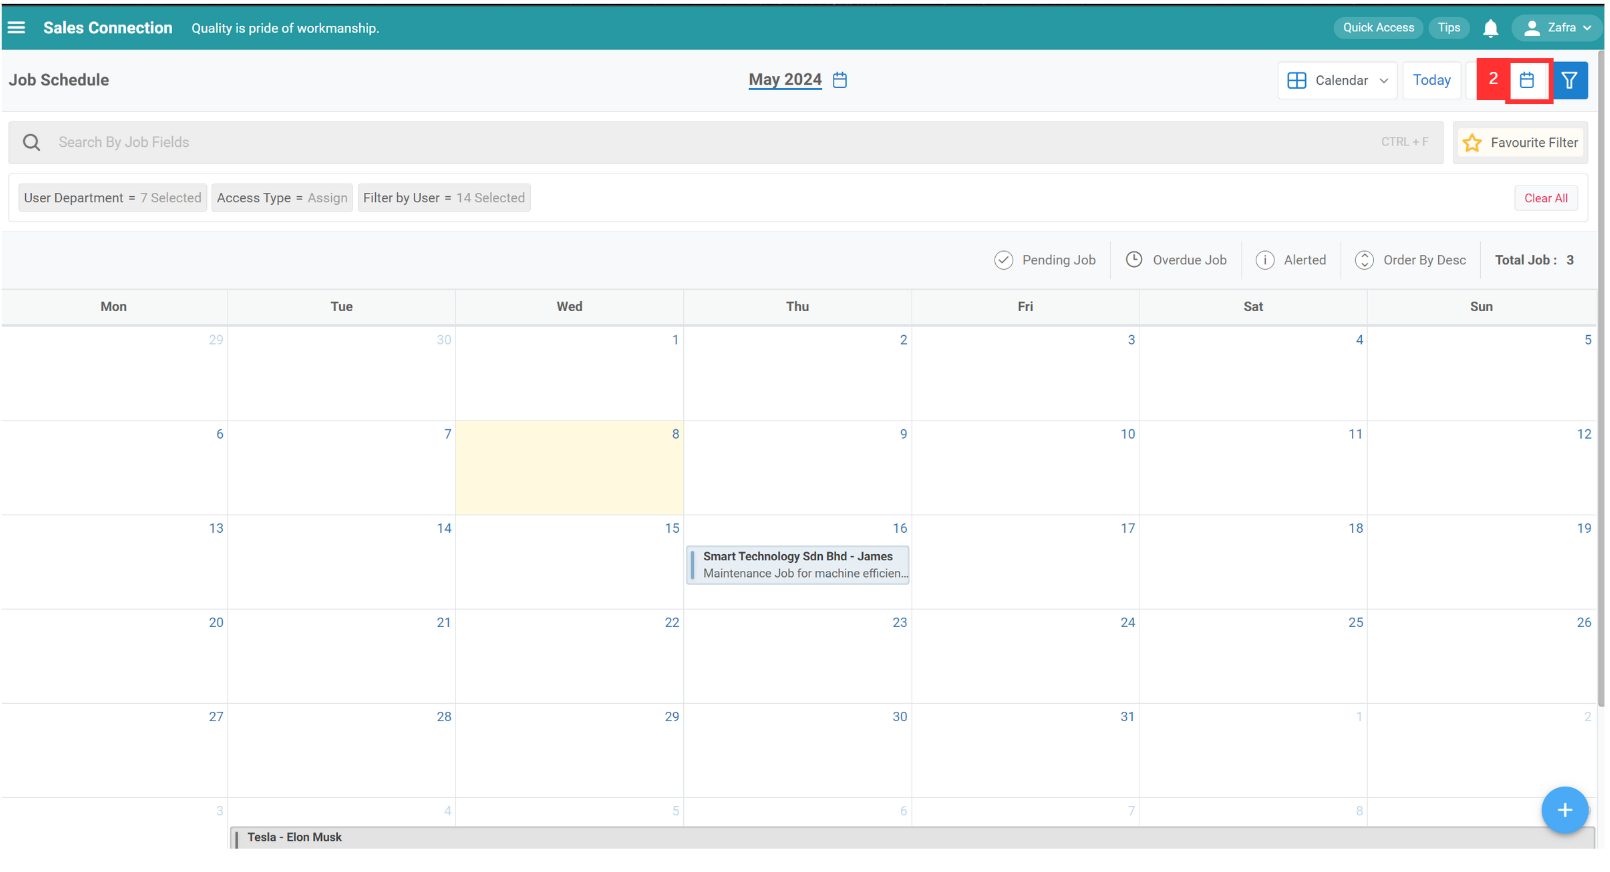 Sales Connection Quality is pride of workmanship. Quick Access Tips Zafra
Job Schedule May 2024 Calendar Today 2
Search By Job Fields CTRL + F Favourite Filter
User Department = 7 Selected Access Type = Assign Filter by User = 14 Selected Clear All
Pending Job Overdue Job Alerted Order By Desc Total Job : 3
Mon Tue Wed Thu Fri Sat Sun
29 30 1 2 3 4 5
6 7 8 9 10 11 12
13 14 15 16 17 18 19
Smart Technology Sdn Bhd - James
Maintenance Job for machine efficien...
20 21 22 23 24 25 26
27 28 29 30 31 1 2
3 4 5 6 7 8
Tesla - Elon Musk